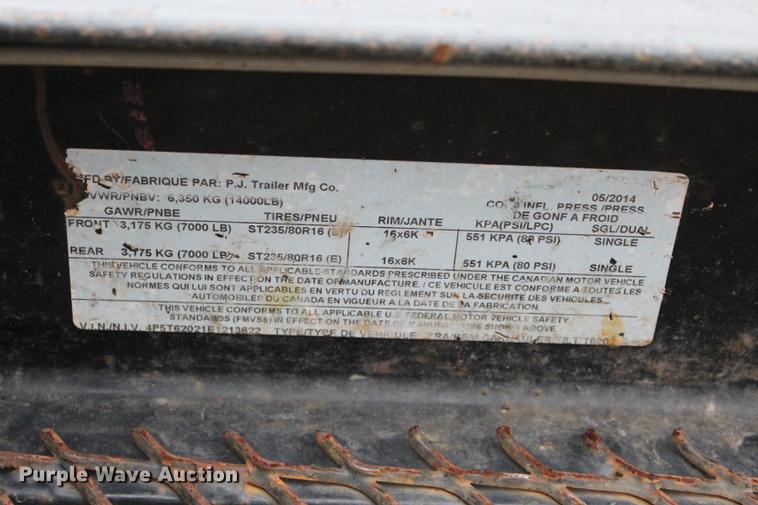 MFD BY/FABRIQUE PAR: P.J. Trailer Mfg Co. 05/2014
GVWR/PNBV: 6,350 KG (14000LB) COLD INFL. PRESS./PRESS.
DE GONF A FROID
GAWR/PNBE TIRES/PNEU RIM/JANTE KPA(PSI/LPC) SGL/DUAL
FRONT 3,175 KG (7000 LB) ST235/80R16 (E) 16x6K 551 KPA (80 PSI) SINGLE
REAR 3,175 KG (7000 LB) ST235/80R16 (E) 16x6K 551 KPA (80 PSI) SINGLE
THIS VEHICLE CONFORMS TO ALL APPLICABLE STANDARDS PRESCRIBED UNDER THE CANADIAN MOTOR VEHICLE
SAFETY REGULATIONS IN EFFECT ON THE DATE OF MANUFACTURE. / CE VEHICULE EST CONFORME A TOUTES LES
NORMES QUI LUI SONT APPLICABLES EN VERTU DU REGLEMENT SUR LA SECURITE DES VEHICULES
AUTOMOBILES DU CANADA EN VIGUEUR A LA DATE DE LA FABRICATION.
THIS VEHICLE CONFORMS TO ALL APPLICABLE U.S. FEDERAL MOTOR VEHICLE SAFETY
STANDARDS (FMVSS) IN EFFECT ON THE DATE OF MANUFACTURE SHOWN ABOVE.
V.I.N./N.I.V. 4P5T62021E1213622 TYPE/TYPE DE VEHICULE: TILT T620
Purple Wave Auction